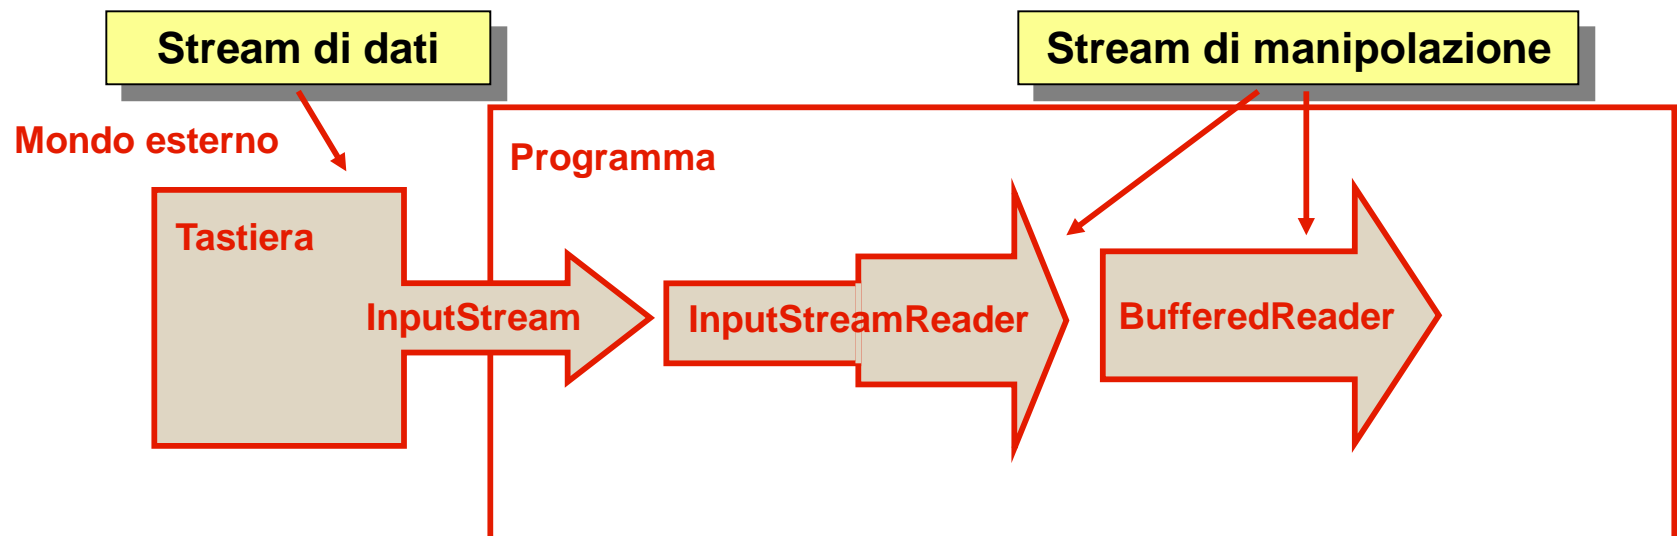 Stream di dati
Stream di manipolazione
Mondo esterno
Programma
Tastiera
InputStream
InputStreamReader
BufferedReader